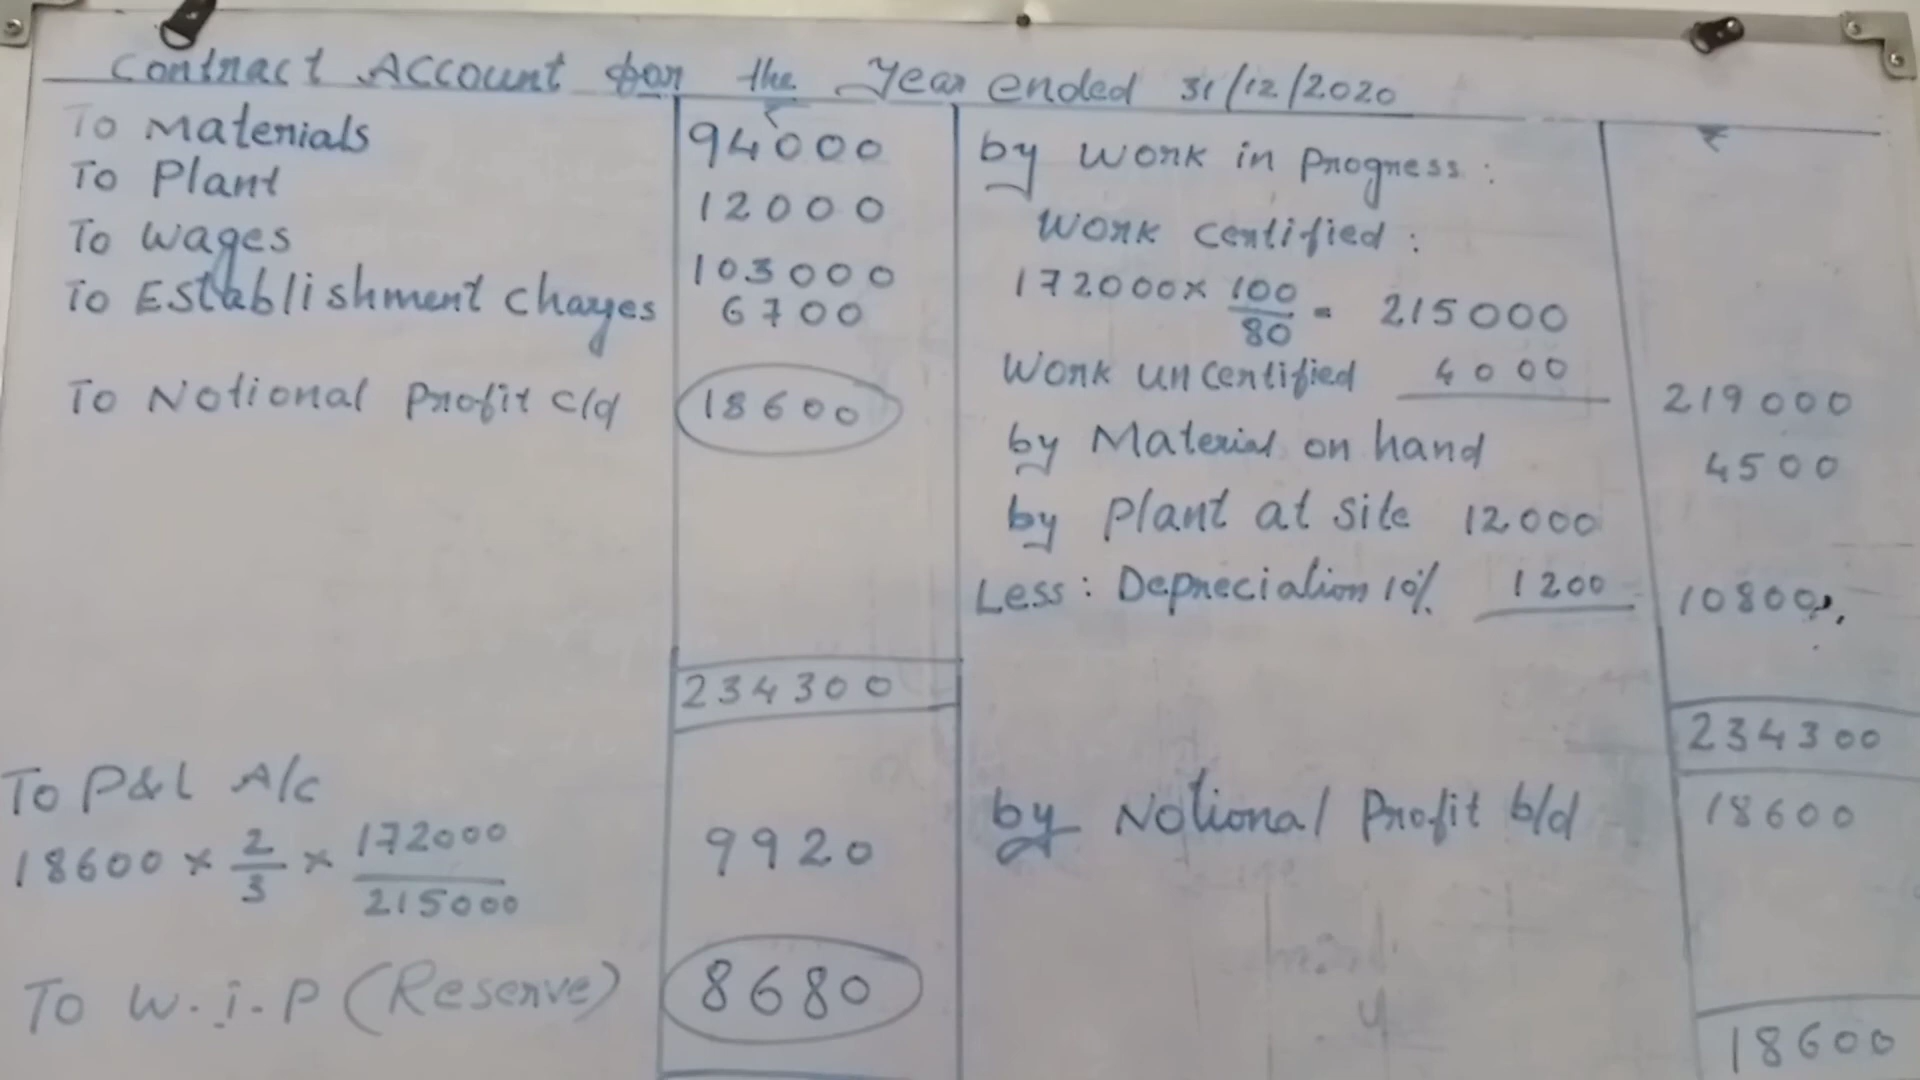 Contract Account for the Year ended 31/12/2020
₹
To Materials 94000
To Plant 12000
To Wages 103000
To Establishment Charges 6700
To Notional Profit c/d 18600
234300
To P&L A/c
18600 × 2/3 × 172000/215000 9920
To W.i.P (Reserve) 8680
₹
by Work in Progress :
Work Certified :
172000 × 100/80 = 215000
Work uncertified 4000 219000
by Material on hand 4500
by Plant at site 12000
Less : Depreciation 10% 1200 10800
234300
by Notional Profit b/d 18600
18600